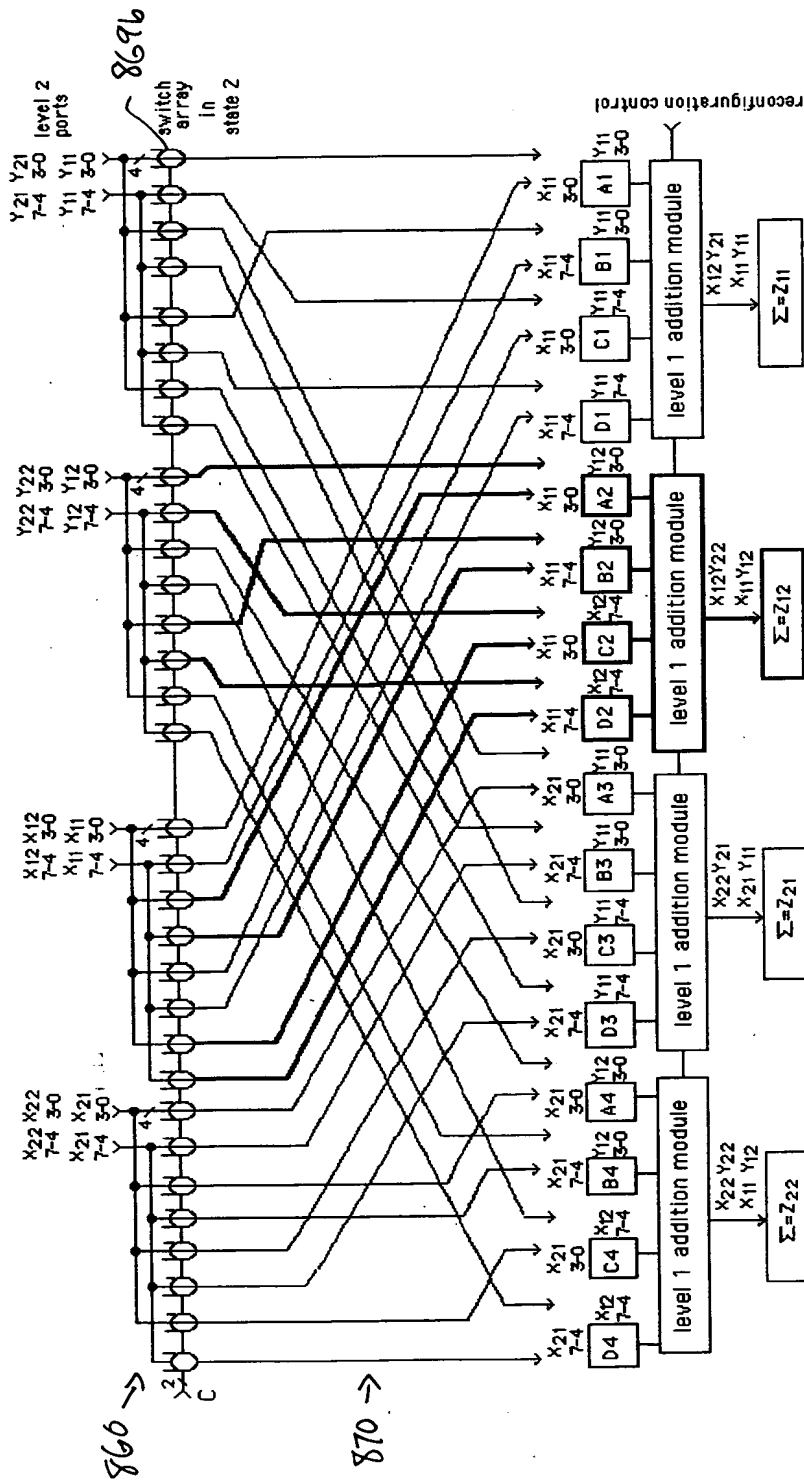 8696
level 2
ports
switch
array
in
state 2
Y21 Y21
7-4 3-0
Y11 Y11
7-4 3-0
4
Y22 Y22
7-4 3-0
Y12 Y12
7-4 3-0
4
X12 X12
7-4 3-0
X11 X11
7-4 3-0
4
X22 X22
7-4 3-0
X21 X21
7-4 3-0
4
2
C
860
870
X21 7-4 D4 X12 7-4
X21 3-0 C4 X12 7-4
X21 7-4 B4 Y12 3-0
X21 3-0 A4 Y12 3-0
X21 7-4 D3 Y11 7-4
X21 3-0 C3 Y11 7-4
X21 7-4 B3 Y11 3-0
X21 3-0 A3 Y11 3-0
X11 7-4 D2 X12 7-4
X11 3-0 C2 X12 7-4
X11 7-4 B2 Y12 3-0
X11 3-0 A2 Y12 3-0
X11 7-4 D1 Y11 7-4
X11 3-0 C1 Y11 7-4
X11 7-4 B1 Y11 3-0
X11 3-0 A1 Y11 3-0
level 1 addition module
level 1 addition module
level 1 addition module
level 1 addition module
reconfiguration control
X22 Y22
X11 Y12
X22Y21
X21 Y11
X12Y22
X11Y12
X12Y21
X11Y11
Σ=Z22
Σ=Z21
Σ=Z12
Σ=Z11